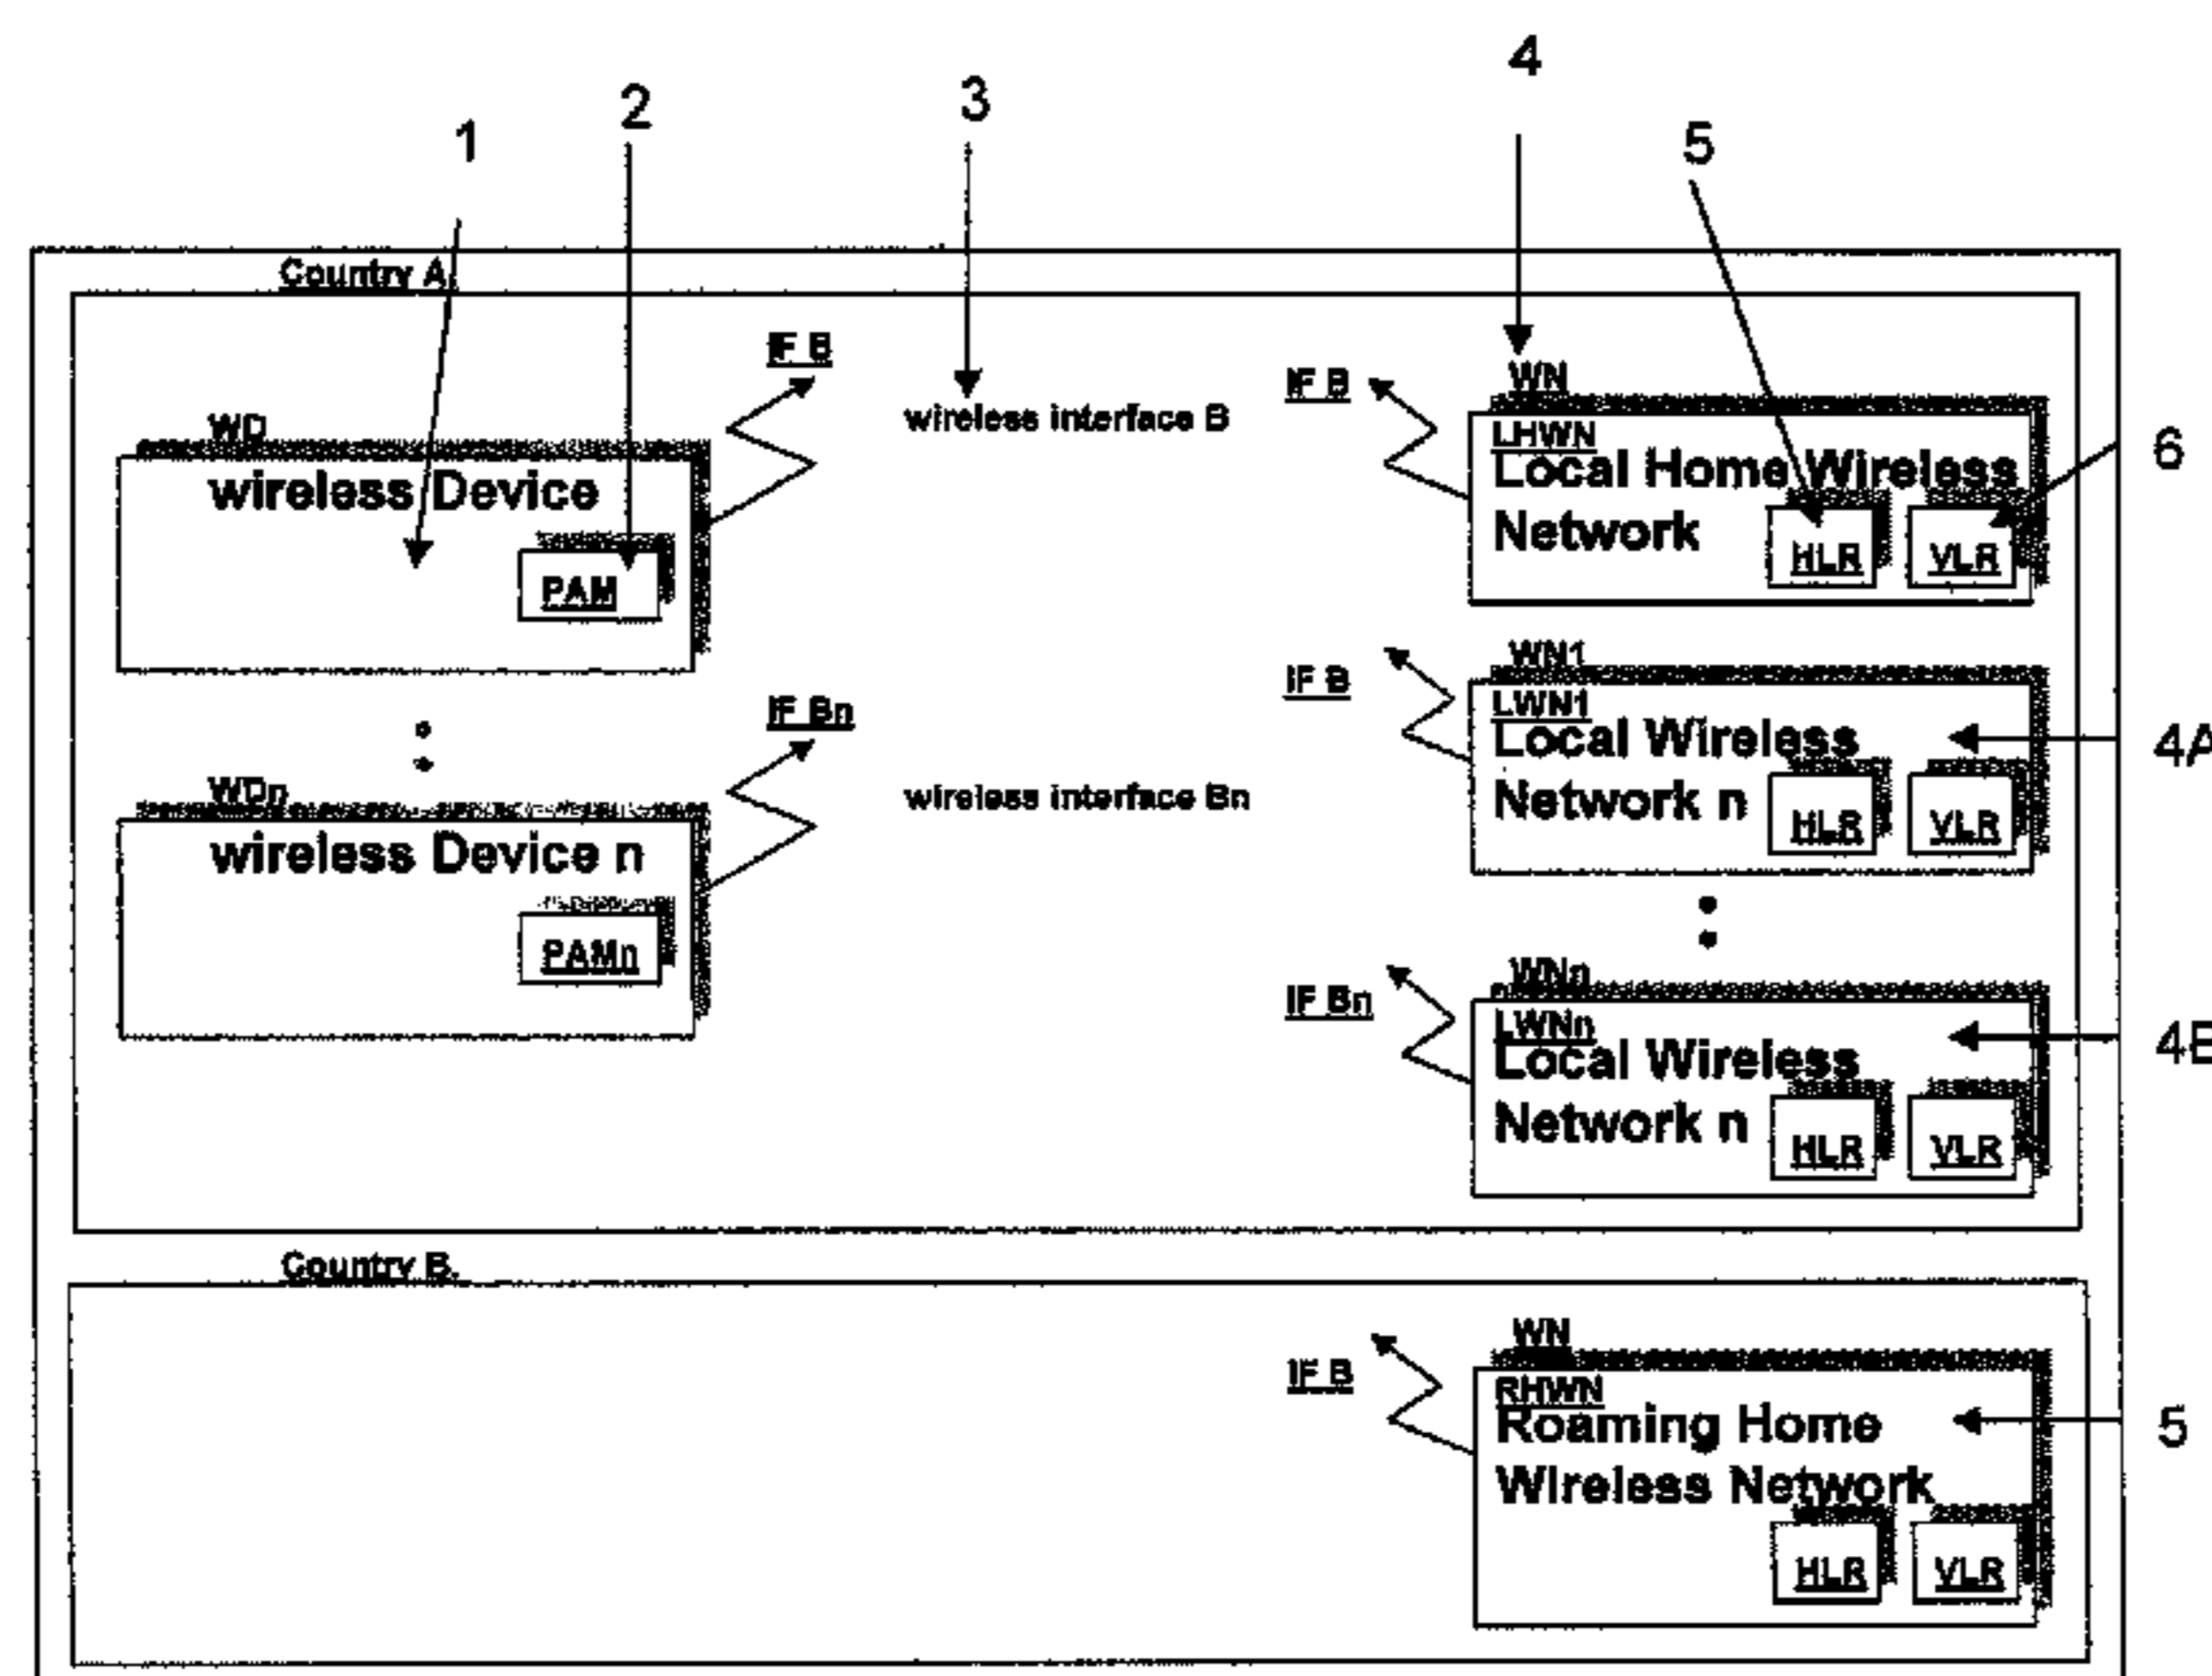 4
3
2
5
1
Country A.
IF B
IF B
WN
wireless interface B
WD
LHWN
wireless Device
Local Home Wireless
Network
6
PAM
HLR
VLR
WN1
IF B
LWN1
IF Bn
Local Wireless
4A
WDn
wireless interface Bn
Network n
HLR
VLR
wireless Device n
PAMn
WNn
IF Bn
LWNn
Local Wireless
4B
Network n
HLR
VLR
Country B.
WN
IF B
RHWN
Roaming Home
5
Wireless Network
HLR
VLR